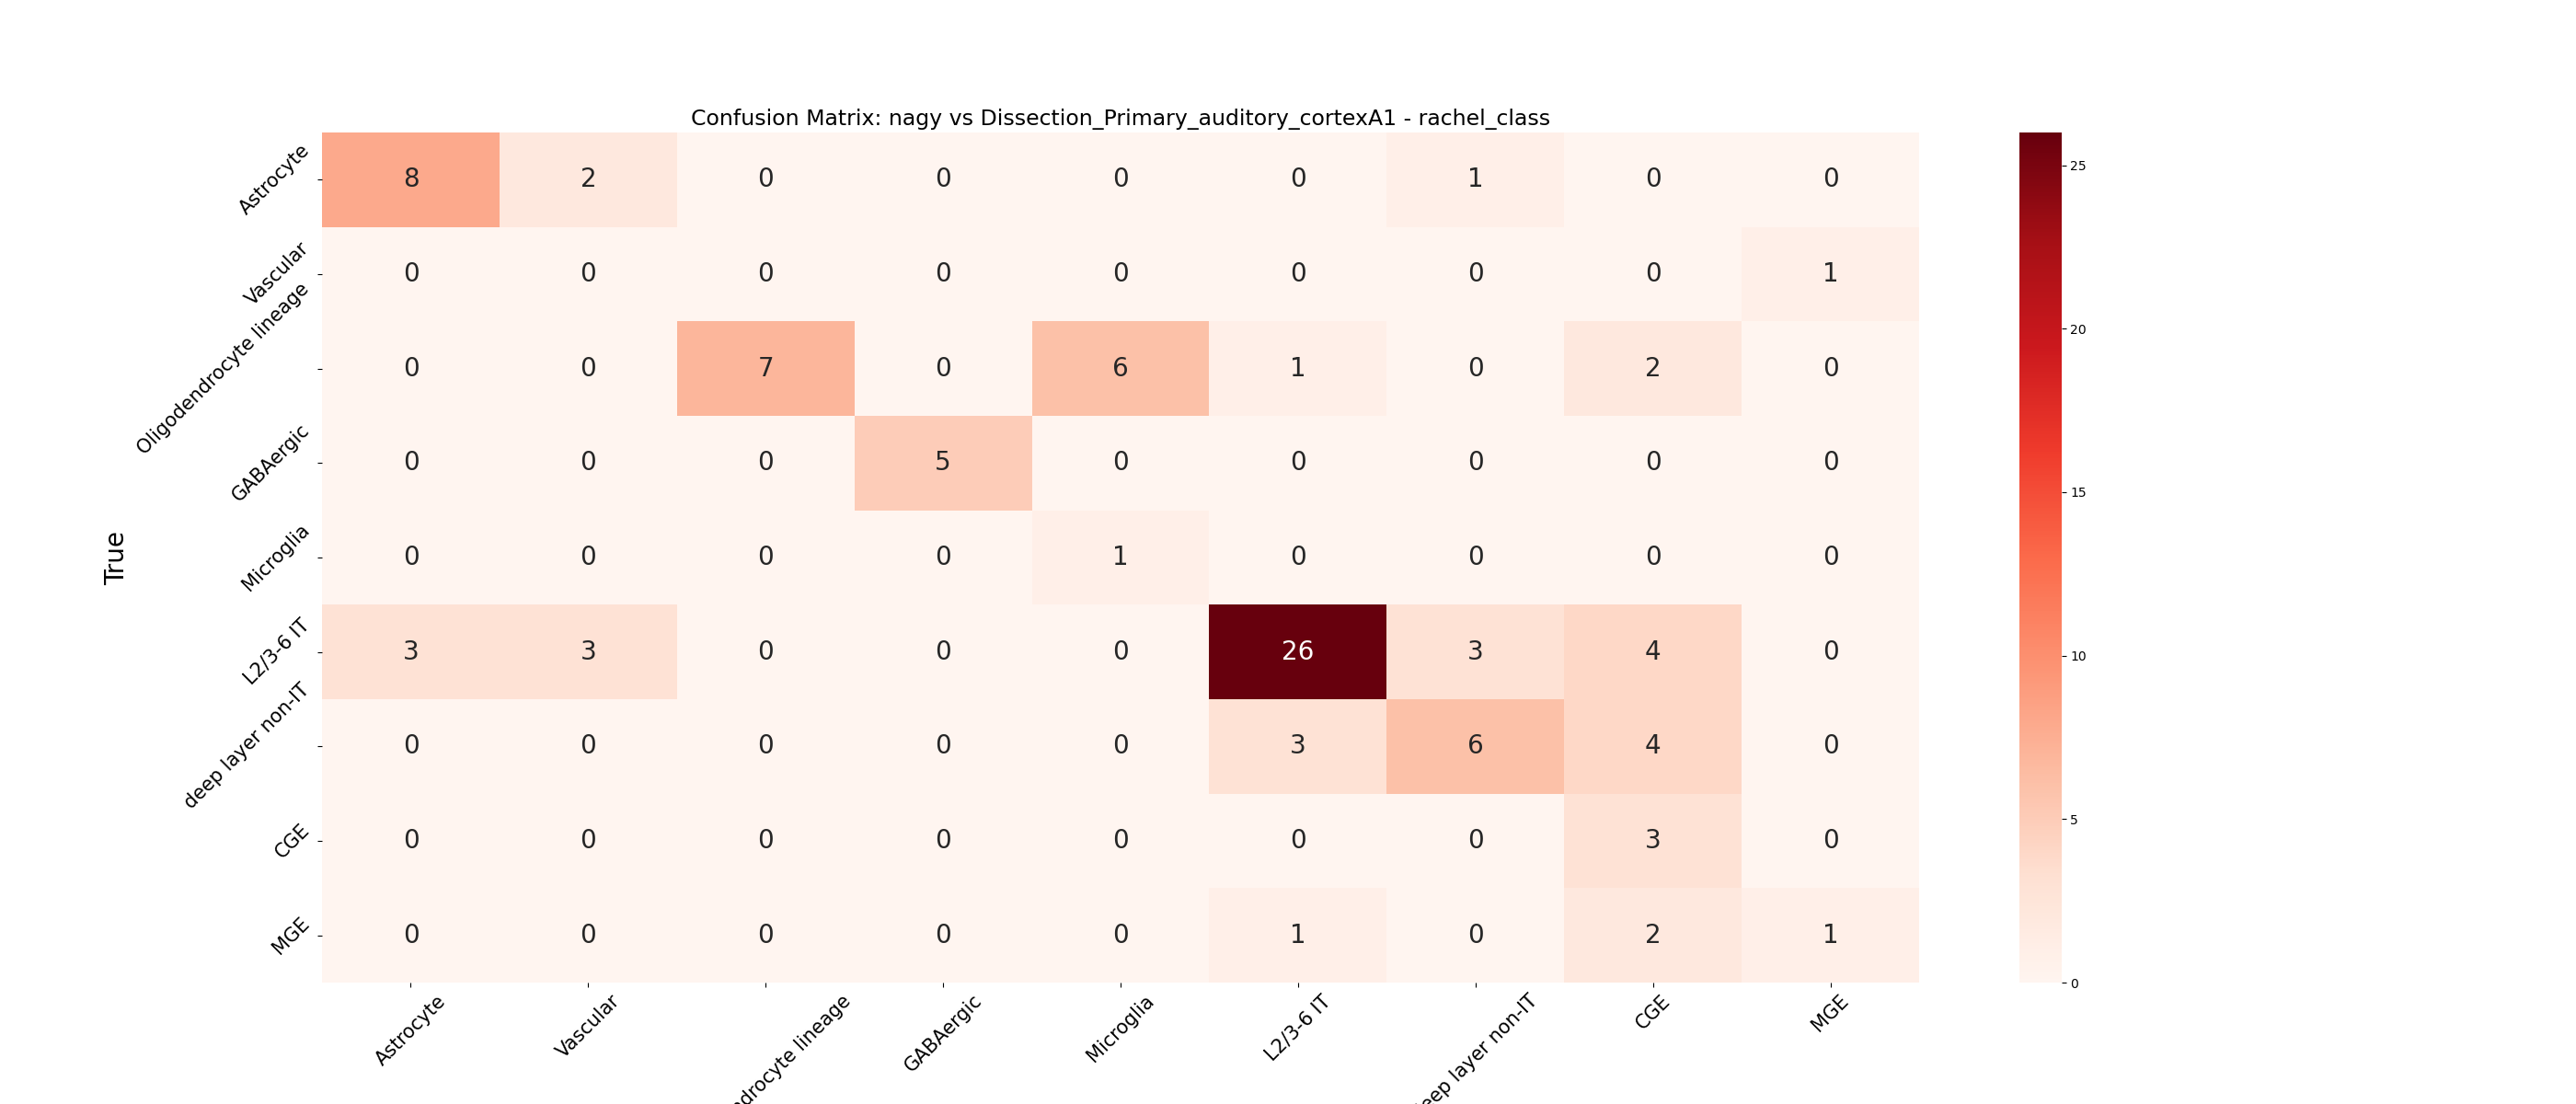 Confusion Matrix: nagy vs Dissection_Primary_auditory_cortexA1 - rachel_class
Astrocyte 8 2 0 0 0 0 1 0 0
Vascular 0 0 0 0 0 0 0 0 1
Oligodendrocyte lineage 0 0 7 0 6 1 0 2 0
GABAergic 0 0 0 5 0 0 0 0 0
Microglia 0 0 0 0 1 0 0 0 0
L2/3-6 IT 3 3 0 0 0 26 3 4 0
deep layer non-IT 0 0 0 0 0 3 6 4 0
CGE 0 0 0 0 0 0 0 3 0
MGE 0 0 0 0 0 1 0 2 1
True
Astrocyte
Vascular
ndrocyte lineage
GABAergic
Microglia
L2/3-6 IT
eep layer non-IT
CGE
MGE
25
20
15
10
5
0